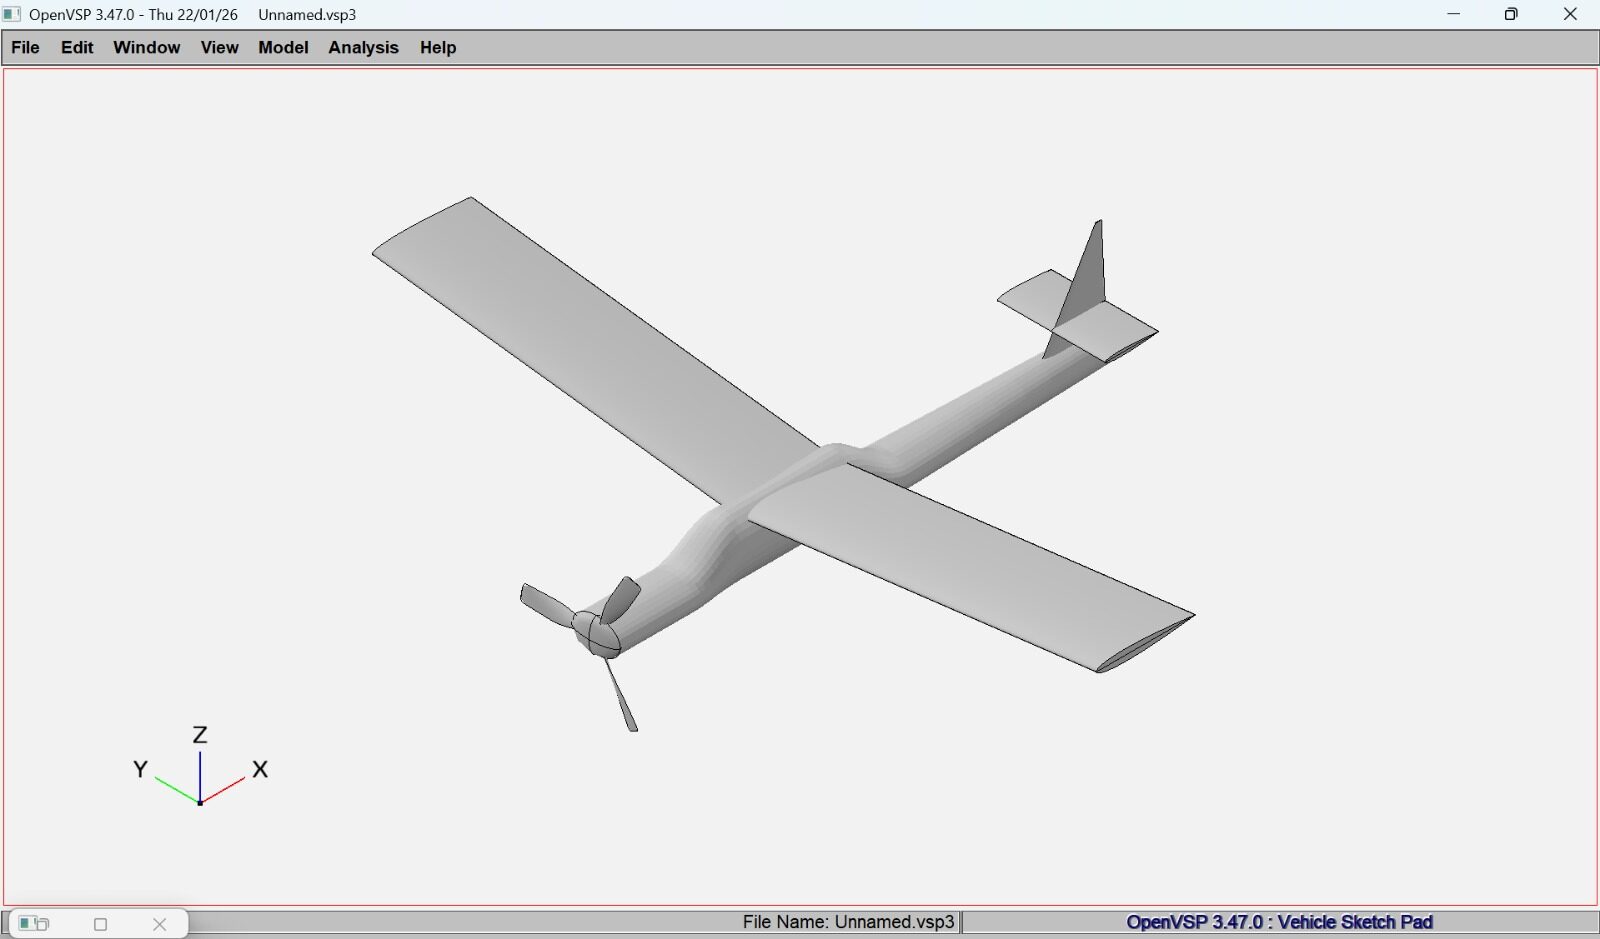 OpenVSP 3.47.0 - Thu 22/01/26 Unnamed.vsp3
File Edit Window View Model Analysis Help
Z
Y X
File Name: Unnamed.vsp3 OpenVSP 3.47.0 : Vehicle Sketch Pad